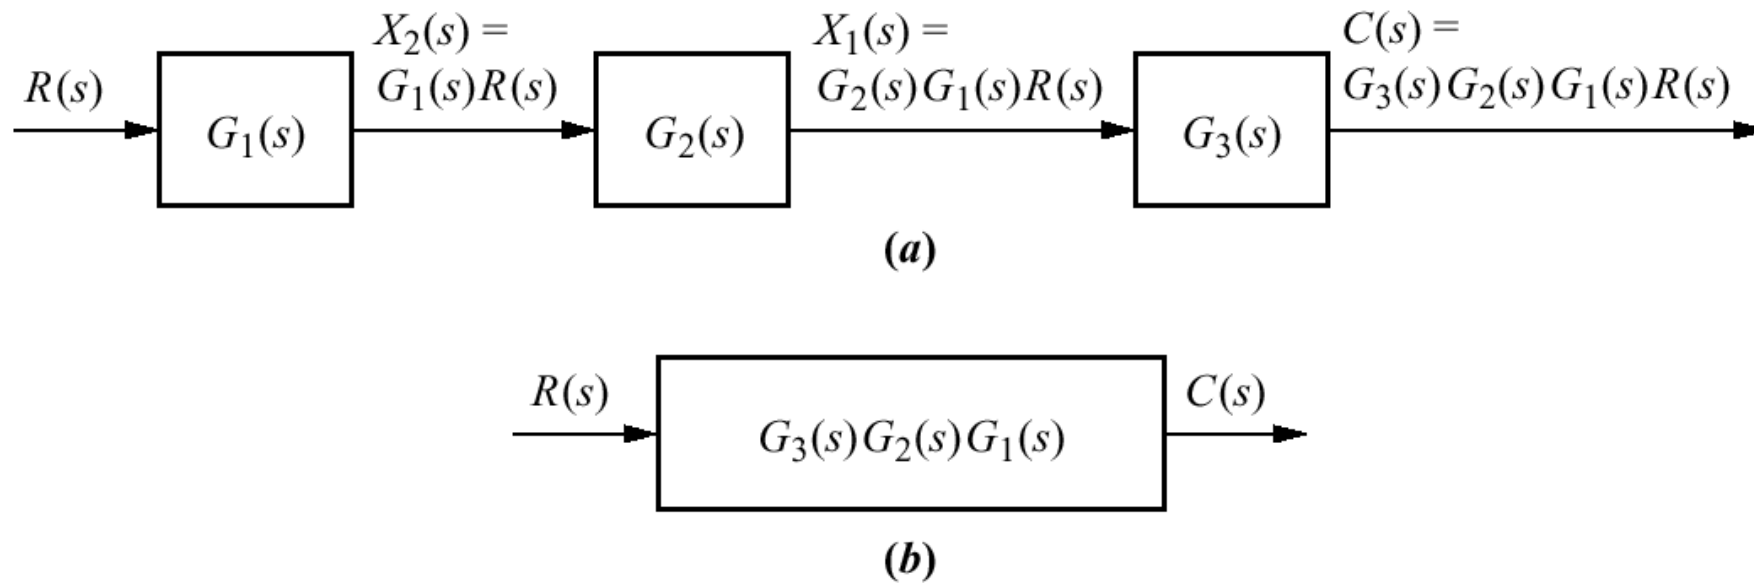 R(s)
G₁(s)
X₂(s) =
G₁(s)R(s)
G₂(s)
X₁(s) =
G₂(s)G₁(s)R(s)
G₃(s)
C(s) =
G₃(s)G₂(s)G₁(s)R(s)
(a)
R(s)
G₃(s)G₂(s)G₁(s)
C(s)
(b)